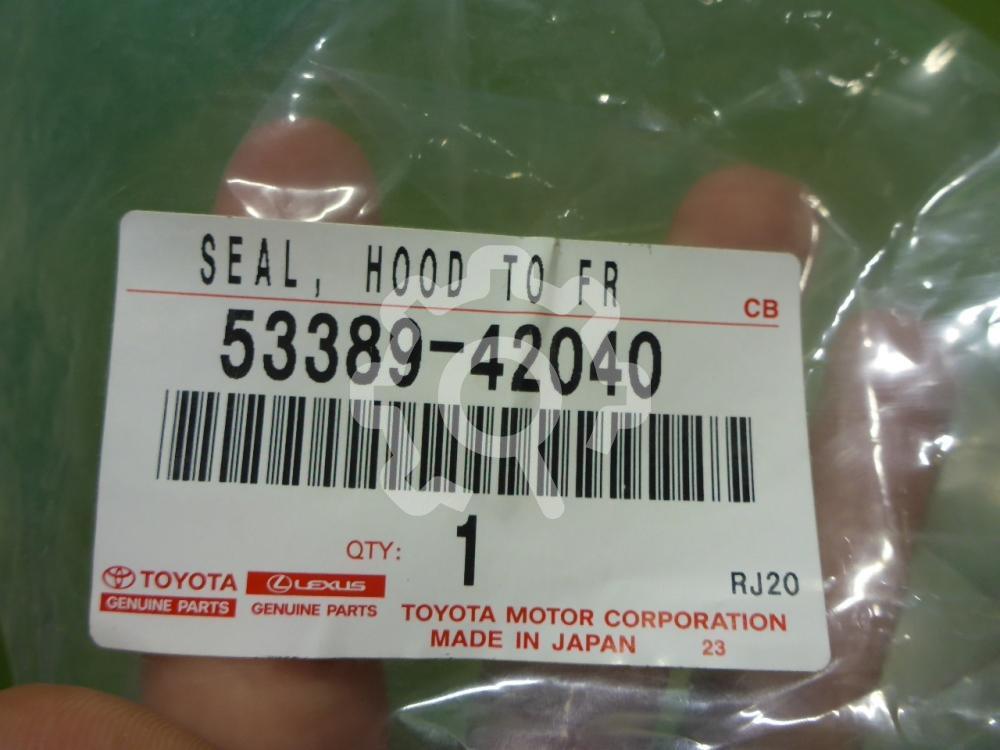 SEAL, HOOD TO FR
CB
53389-42040
QTY: 1
TOYOTA
GENUINE PARTS
LEXUS
GENUINE PARTS
RJ20
TOYOTA MOTOR CORPORATION
MADE IN JAPAN 23